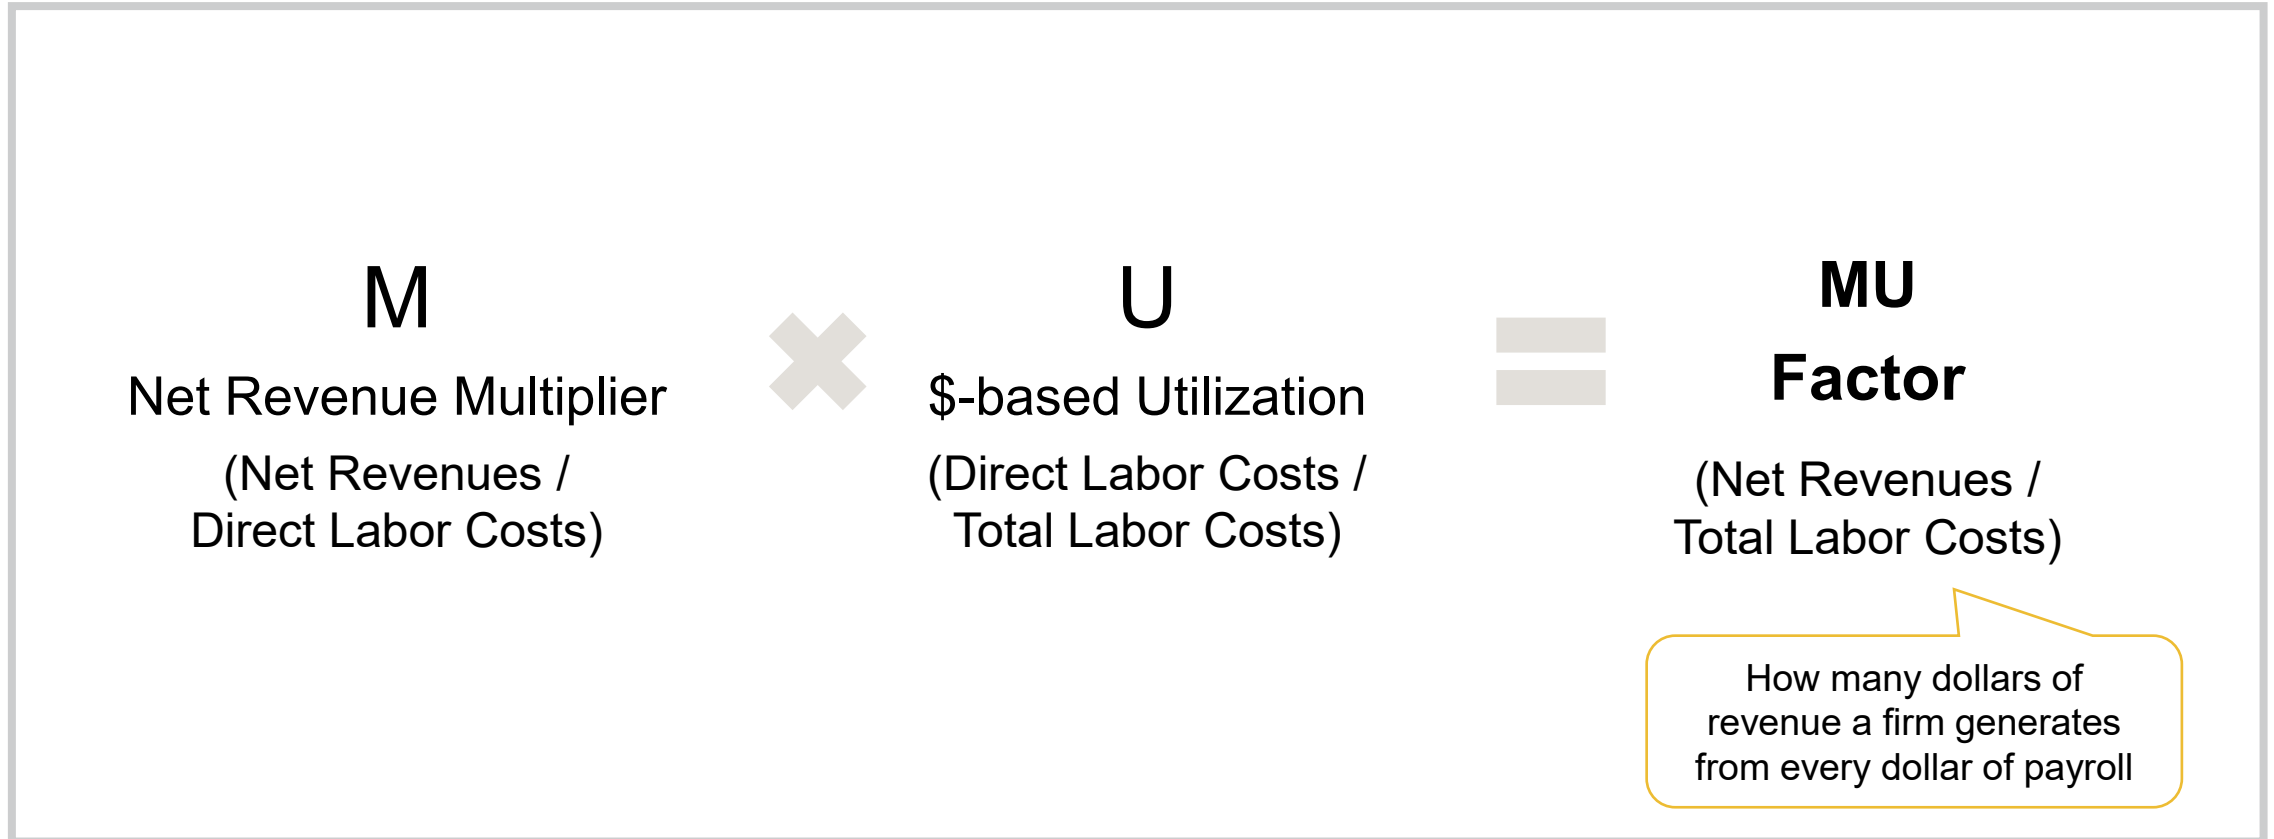 M
Net Revenue Multiplier
(Net Revenues /
Direct Labor Costs)
U
$-based Utilization
(Direct Labor Costs /
Total Labor Costs)
MU
Factor
(Net Revenues /
Total Labor Costs)
How many dollars of
revenue a firm generates
from every dollar of payroll